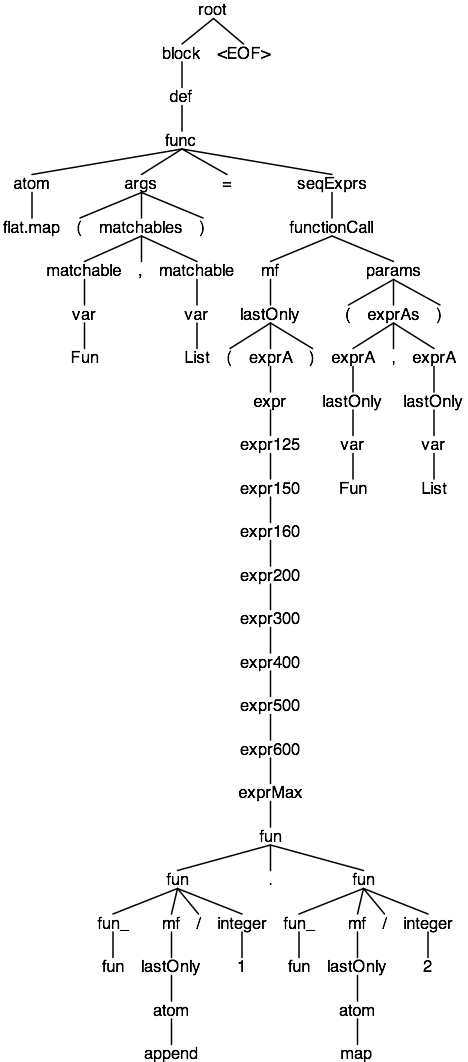 root
block <EOF>
def
func
atom args = seqExprs
flat.map ( matchables ) functionCall
matchable , matchable mf params
var var lastOnly ( exprAs )
Fun List ( exprA ) exprA , exprA
expr lastOnly lastOnly
expr125 var var
expr150 Fun List
expr160
expr200
expr300
expr400
expr500
expr600
exprMax
fun
fun . fun
fun_ mf / integer fun_ mf / integer
fun lastOnly 1 fun lastOnly 2
atom atom
append map